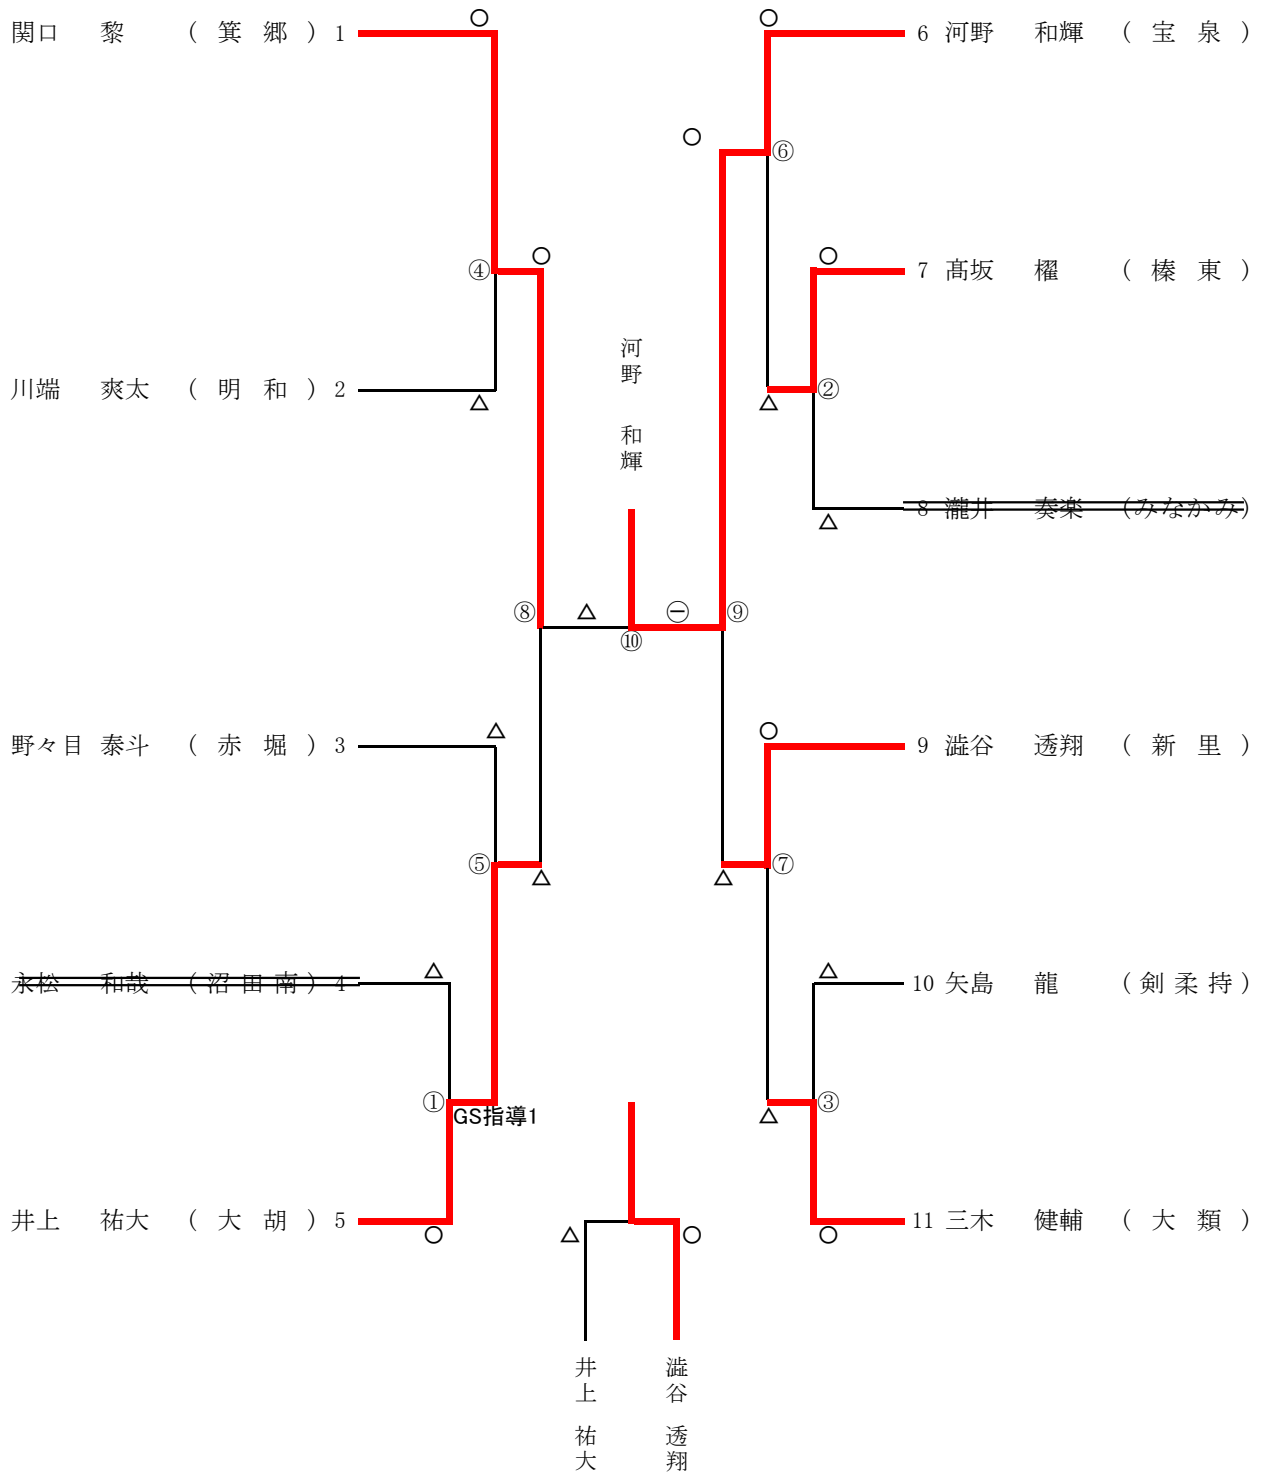 関口 黎 (箕郷) 1
川端 爽太 (明和) 2
野々目 泰斗 (赤堀) 3
永松 和哉 (沼田南) 4
井上 祐大 (大胡) 5
④
⑧
⑤
①
GS指導1
河野 和輝
⑩
㊀
⑥
②
⑨
⑦
③
6 河野 和輝 (宝泉)
7 髙坂 櫂 (榛東)
8 瀧井 奏楽 (みなかみ)
9 澁谷 透翔 (新里)
10 矢島 龍 (剣柔持)
11 三木 健輔 (大類)
井上 祐大
澁谷 透翔